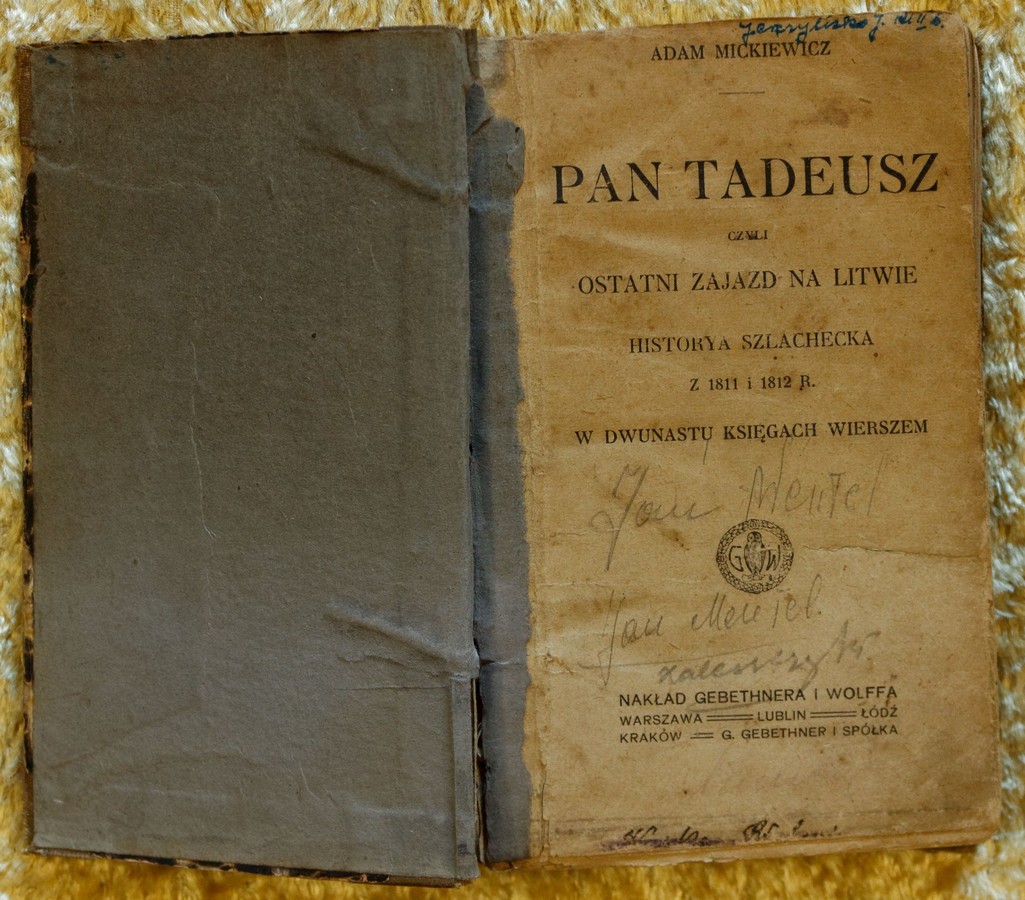 ADAM MICKIEWICZ
PAN TADEUSZ
CZYLI
OSTATNI ZAJAZD NA LITWIE
HISTORYA SZLACHECKA
Z 1811 i 1812 R.
W DWUNASTU KSIĘGACH WIERSZEM
Jan Mentel
G W
Jan Mentel.
NAKŁAD GEBETHNERA I WOLFFA
WARSZAWA LUBLIN ŁÓDŹ
KRAKÓW G. GEBETHNER I SPÓŁKA